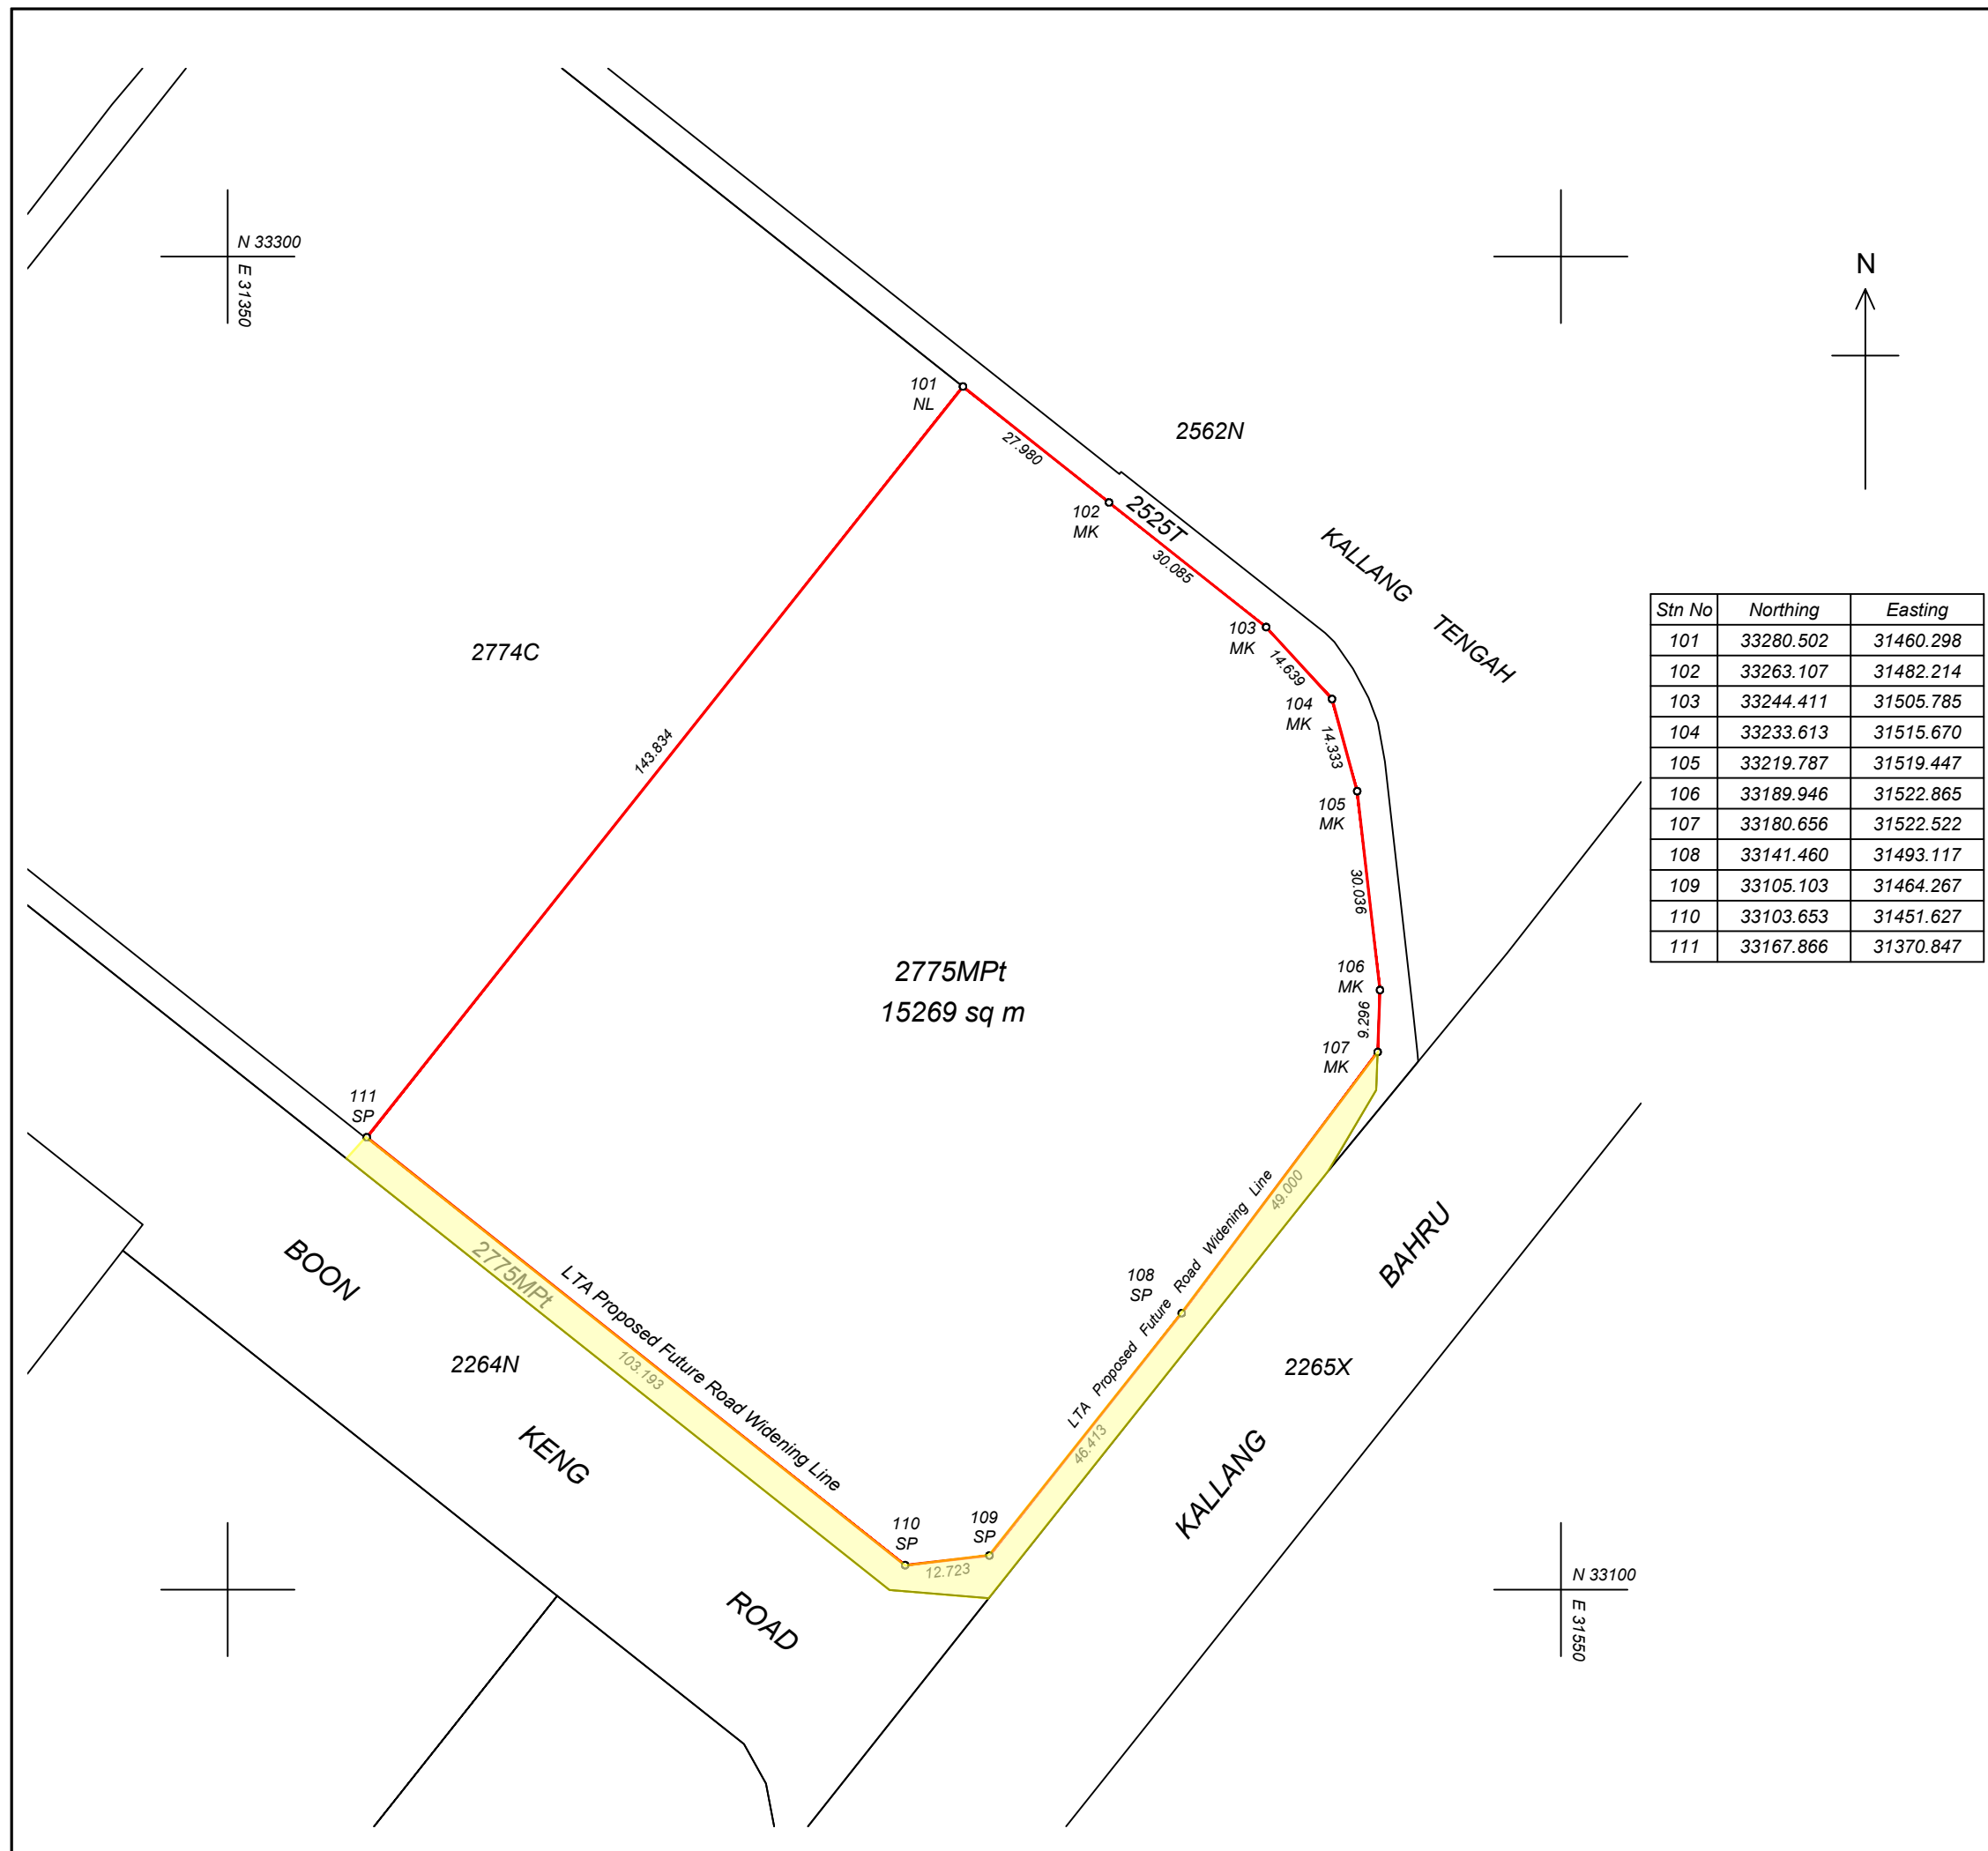 N 33300
E 31350
N
101
NL
27.980
2562N
102
MK
2525T
30.085
KALLANG TENGAH
103
MK
14.639
104
MK
14.333
2774C
143.834
105
MK
30.036
106
MK
9.296
107
MK
2775MPt
15269 sq m
Stn No Northing Easting
101 33280.502 31460.298
102 33263.107 31482.214
103 33244.411 31505.785
104 33233.613 31515.670
105 33219.787 31519.447
106 33189.946 31522.865
107 33180.656 31522.522
108 33141.460 31493.117
109 33105.103 31464.267
110 33103.653 31451.627
111 33167.866 31370.847
111
SP
49.000
LTA Proposed Future Road Widening Line
108
SP
46.413
2775MPt
LTA Proposed Future Road Widening Line
103.193
BOON KENG ROAD
2264N
2265X
KALLANG BAHRU
110
SP
109
SP
12.723
N 33100
E 31550